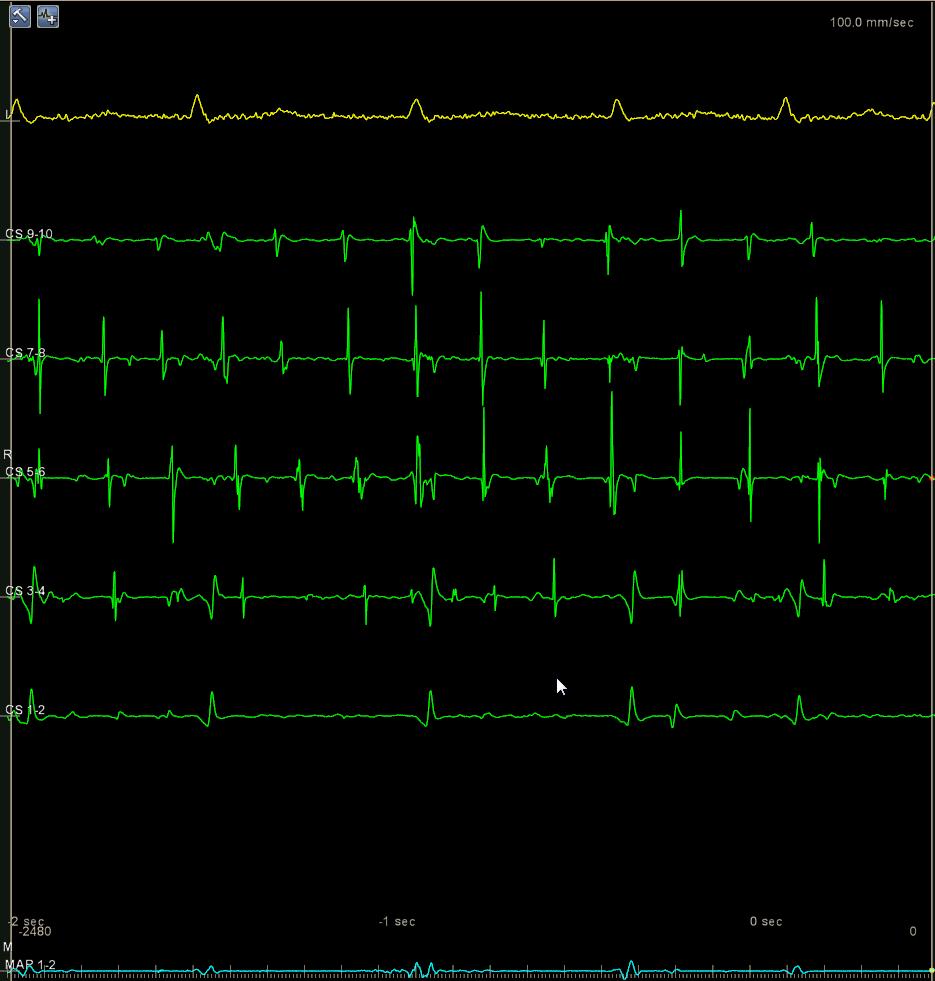 100.0 mm/sec
CS 9-10
CS 7-8
R
CS 5-6
CS 3-4
CS 1-2
-2 sec
-1 sec
0 sec
-2480
0
M
MAR 1-2